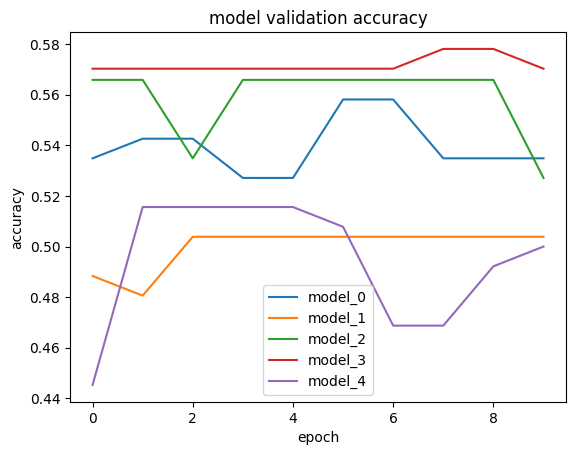 model validation accuracy
accuracy
0.58
0.56
0.54
0.52
0.50
0.48
0.46
0.44
model_0
model_1
model_2
model_3
model_4
0 2 4 6 8
epoch